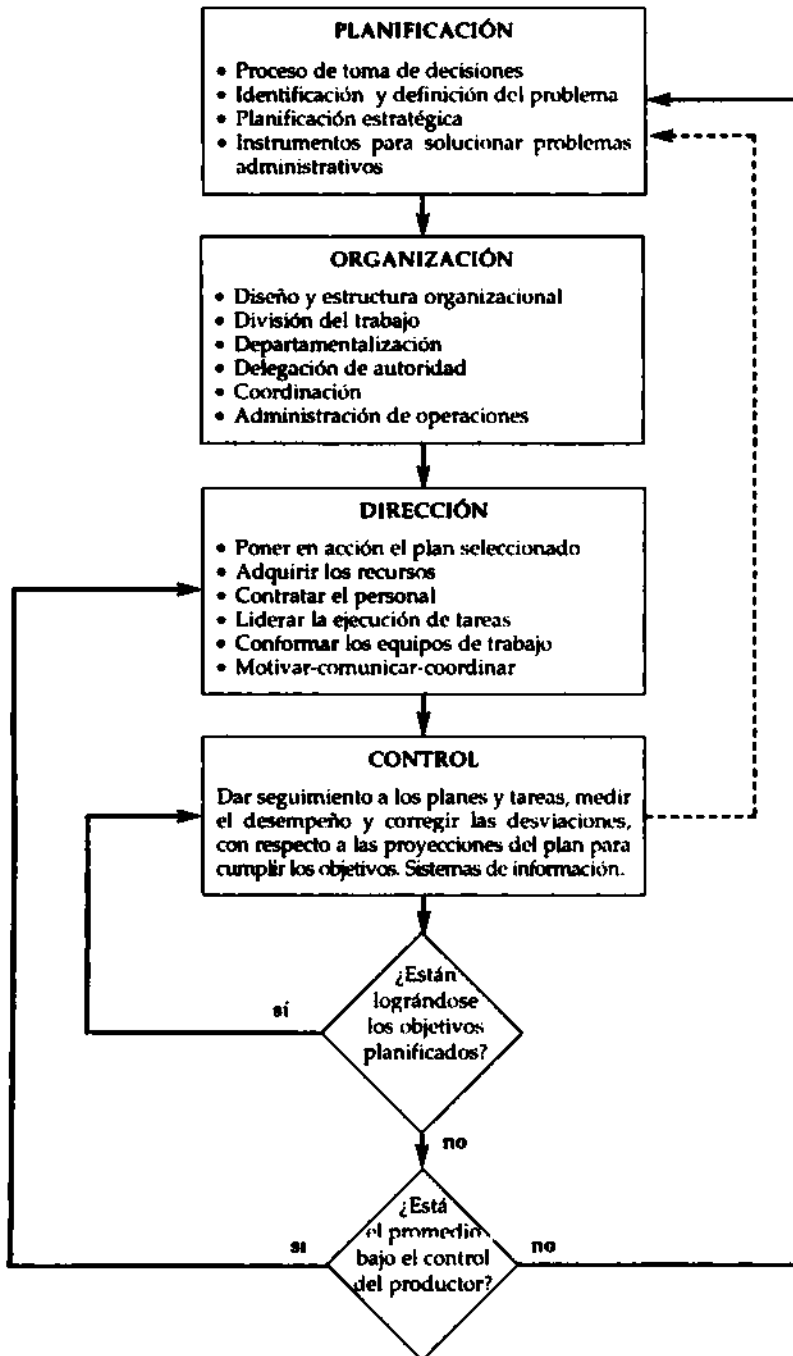 PLANIFICACIÓN
• Proceso de toma de decisiones
• Identificación y definición del problema
• Planificación estratégica
• Instrumentos para solucionar problemas
administrativos
ORGANIZACIÓN
• Diseño y estructura organizacional
• División del trabajo
• Departamentalización
• Delegación de autoridad
• Coordinación
• Administración de operaciones
DIRECCIÓN
• Poner en acción el plan seleccionado
• Adquirir los recursos
• Contratar el personal
• Liderar la ejecución de tareas
• Conformar los equipos de trabajo
• Motivar-comunicar-coordinar
CONTROL
Dar seguimiento a los planes y tareas, medir
el desempeño y corregir las desviaciones,
con respecto a las proyecciones del plan para
cumplir los objetivos. Sistemas de información.
¿Están
lográndose
los objetivos
planificados?
sí
no
¿Está
el promedio
bajo el control
del productor?
si
no